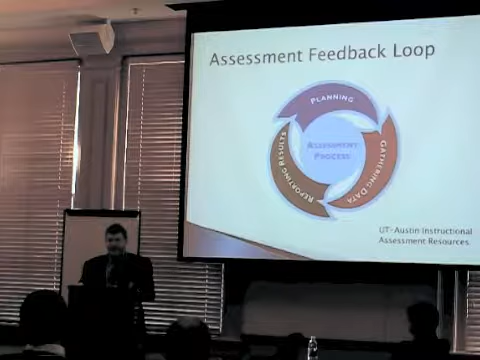 Assessment Feedback Loop
PLANNING
ASSESSMENT
PROCESS
GATHERING DATA
REPORTING RESULTS
UT-Austin Instructional
Assessment Resources